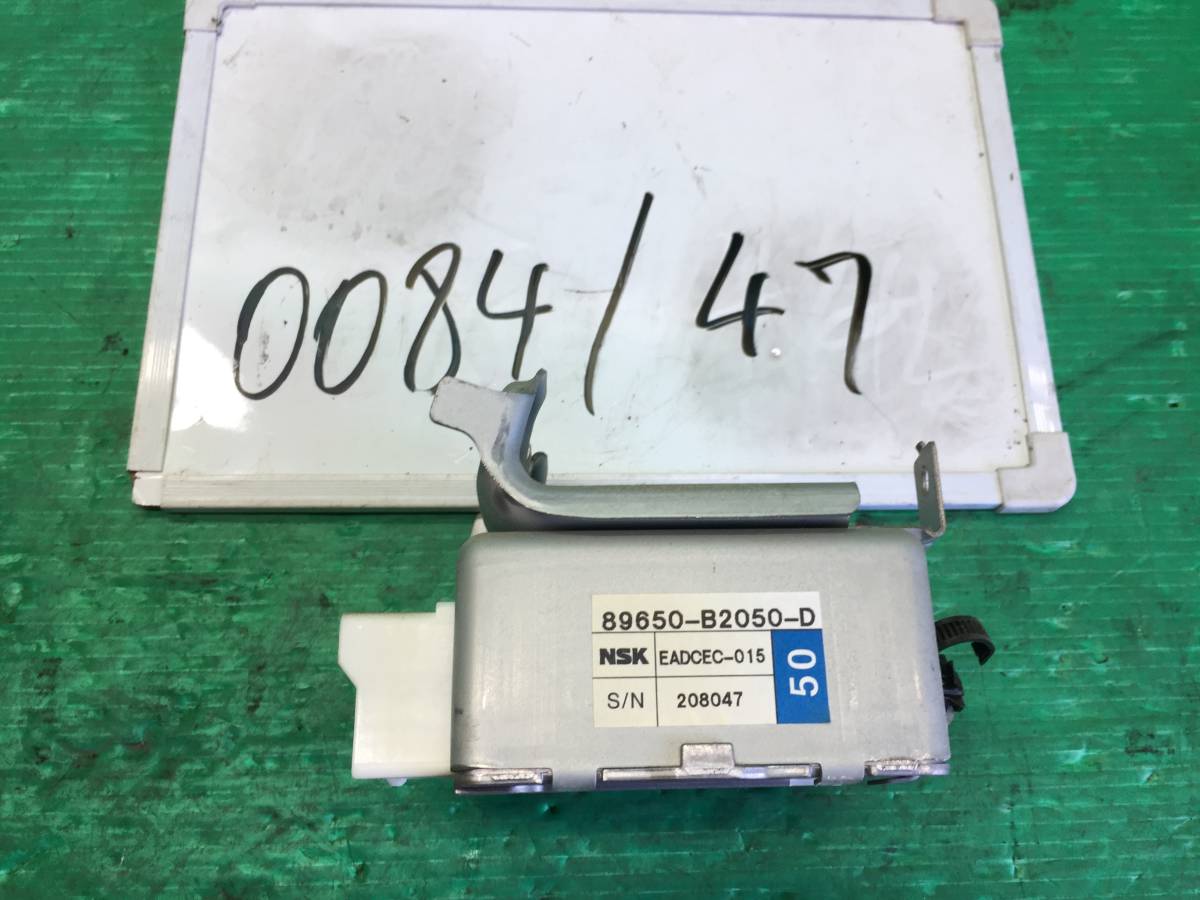 0084/47
89650-B2050-D
NSK EADCEC-015
S/N 208047
50